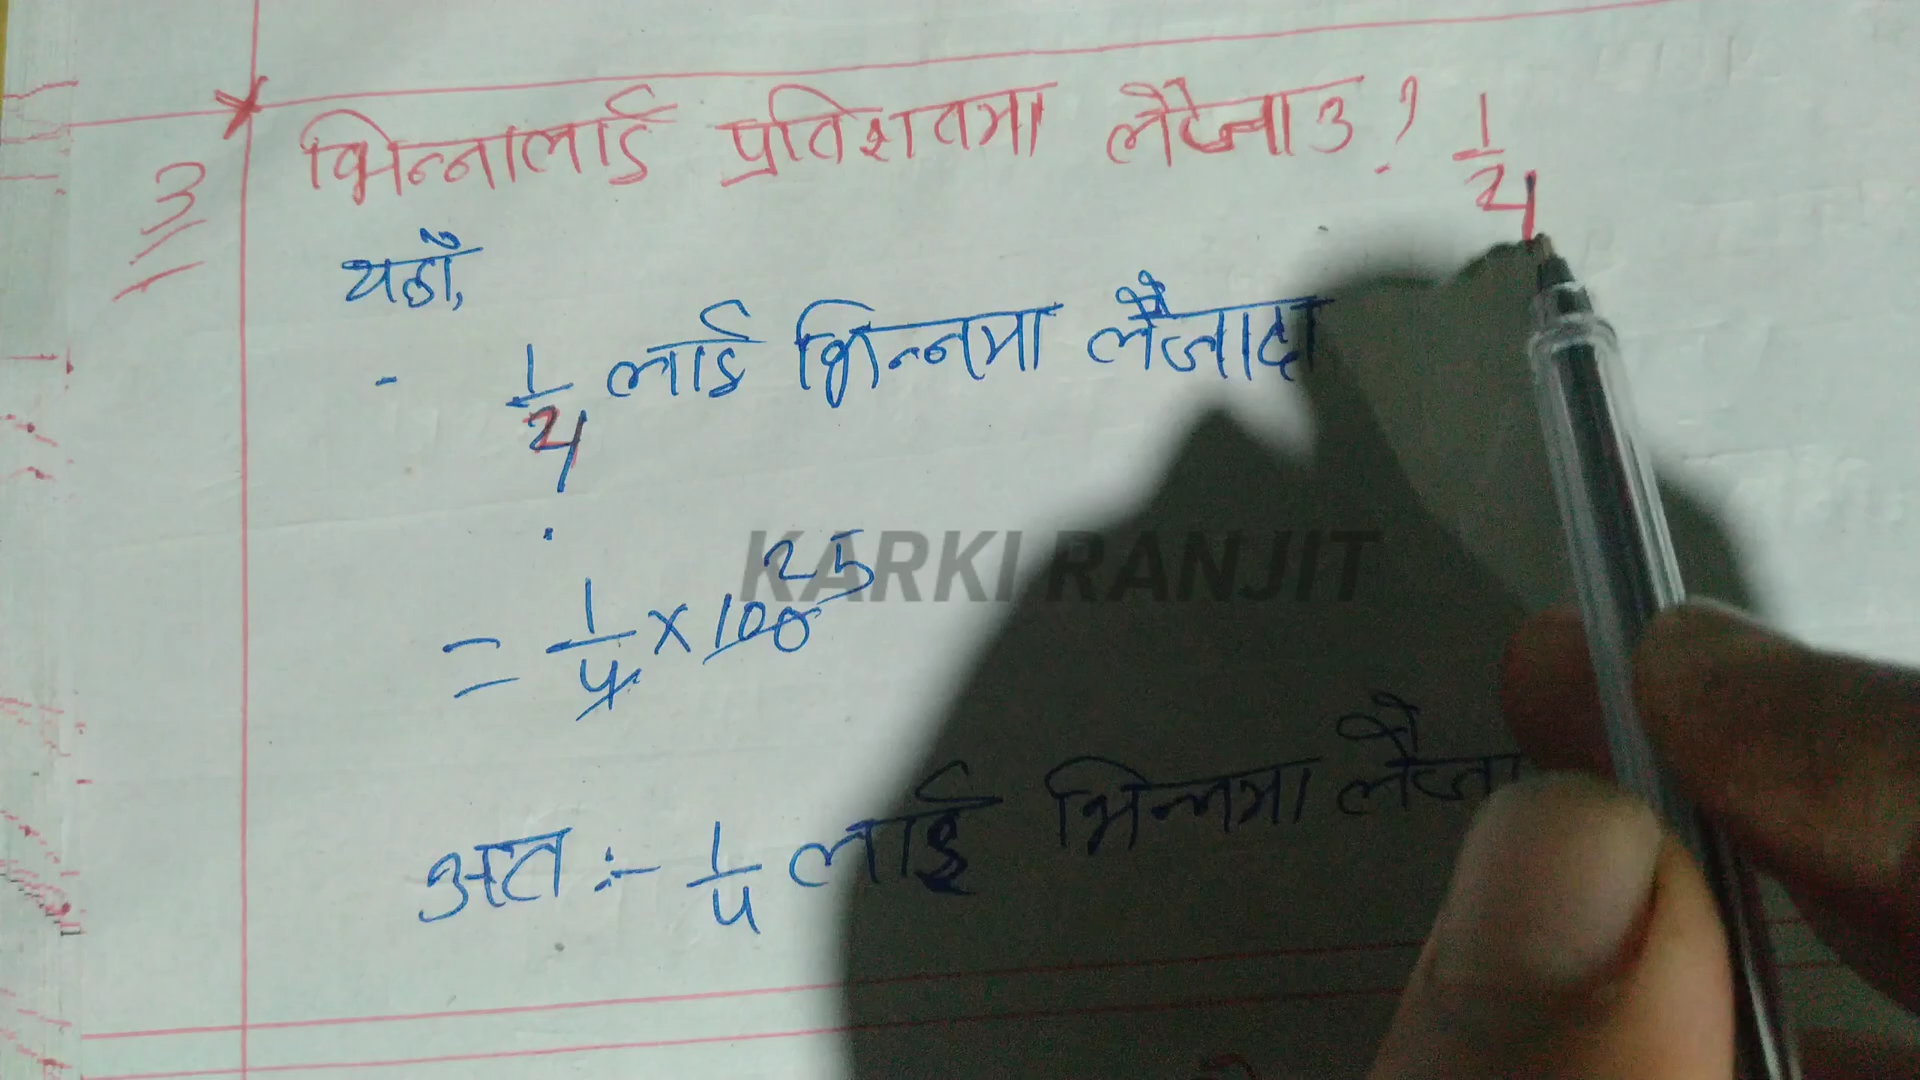 3 भिन्नालाई प्रतिशतमा लैजाउ? 1/4
यहाँ,
- 1/4 लाई भिन्नमा लैजादा
= 1/4 × 100 25
KARKI RANJIT
अत :- 1/4 लाई भिन्नमा